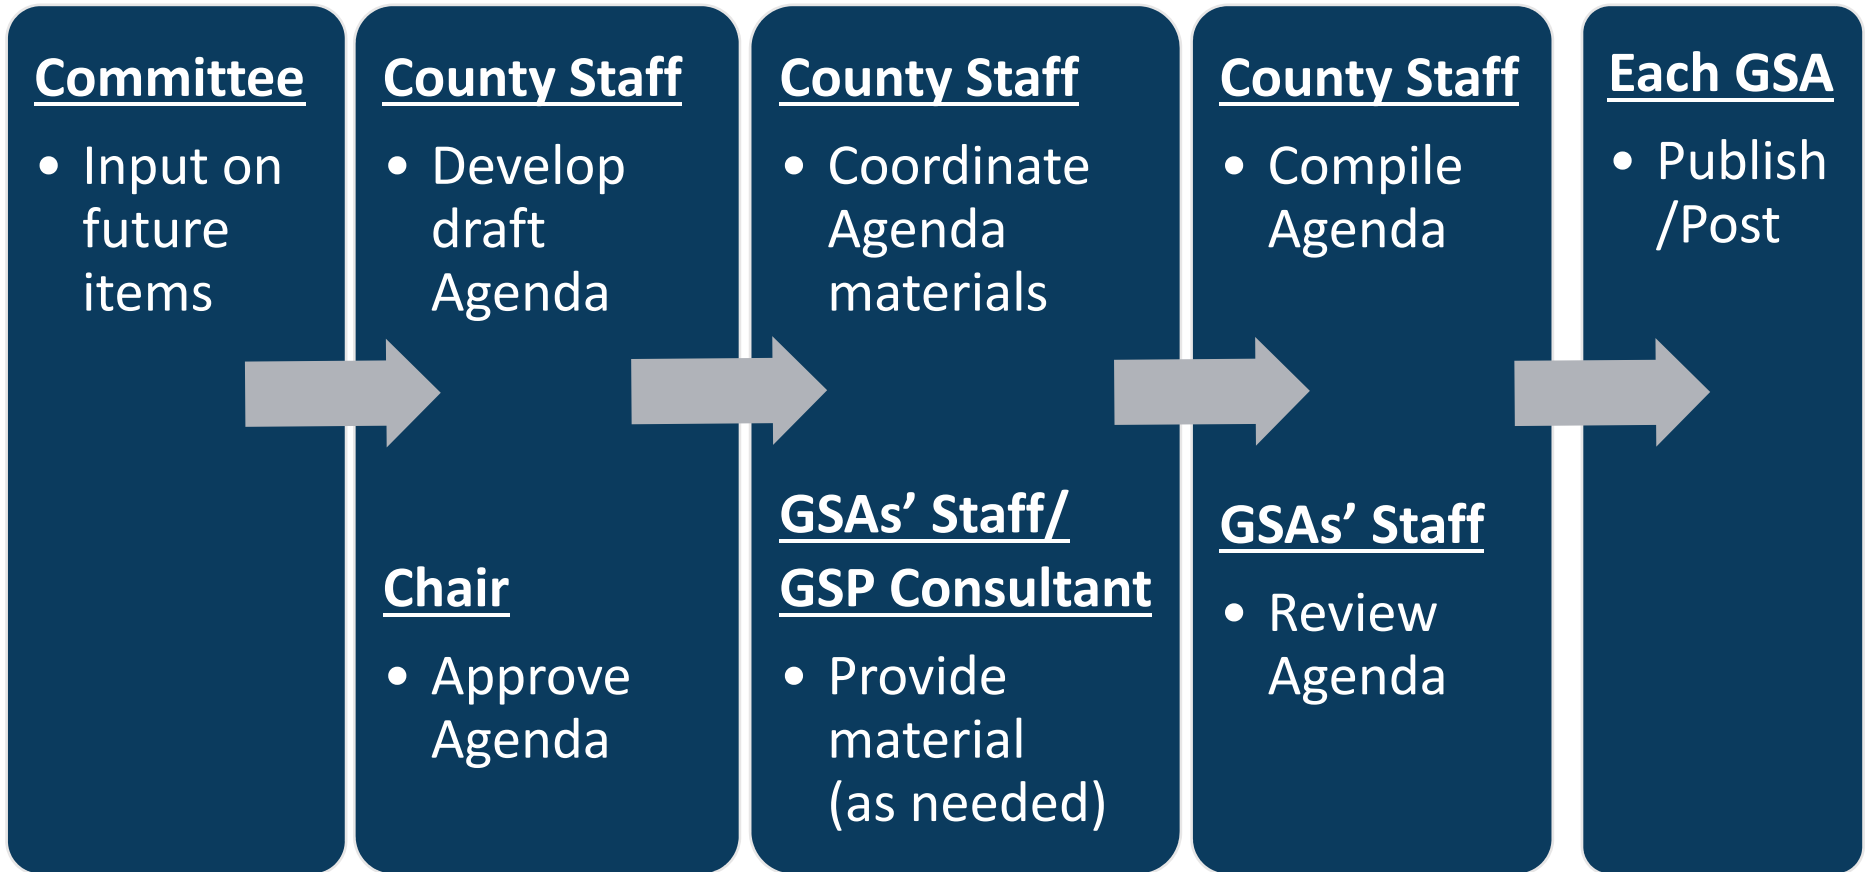 Committee
• Input on
future
items
County Staff
• Develop
draft
Agenda
Chair
• Approve
Agenda
County Staff
• Coordinate
Agenda
materials
GSAs’ Staff/
GSP Consultant
• Provide
material
(as needed)
County Staff
• Compile
Agenda
GSAs’ Staff
• Review
Agenda
Each GSA
• Publish
/Post